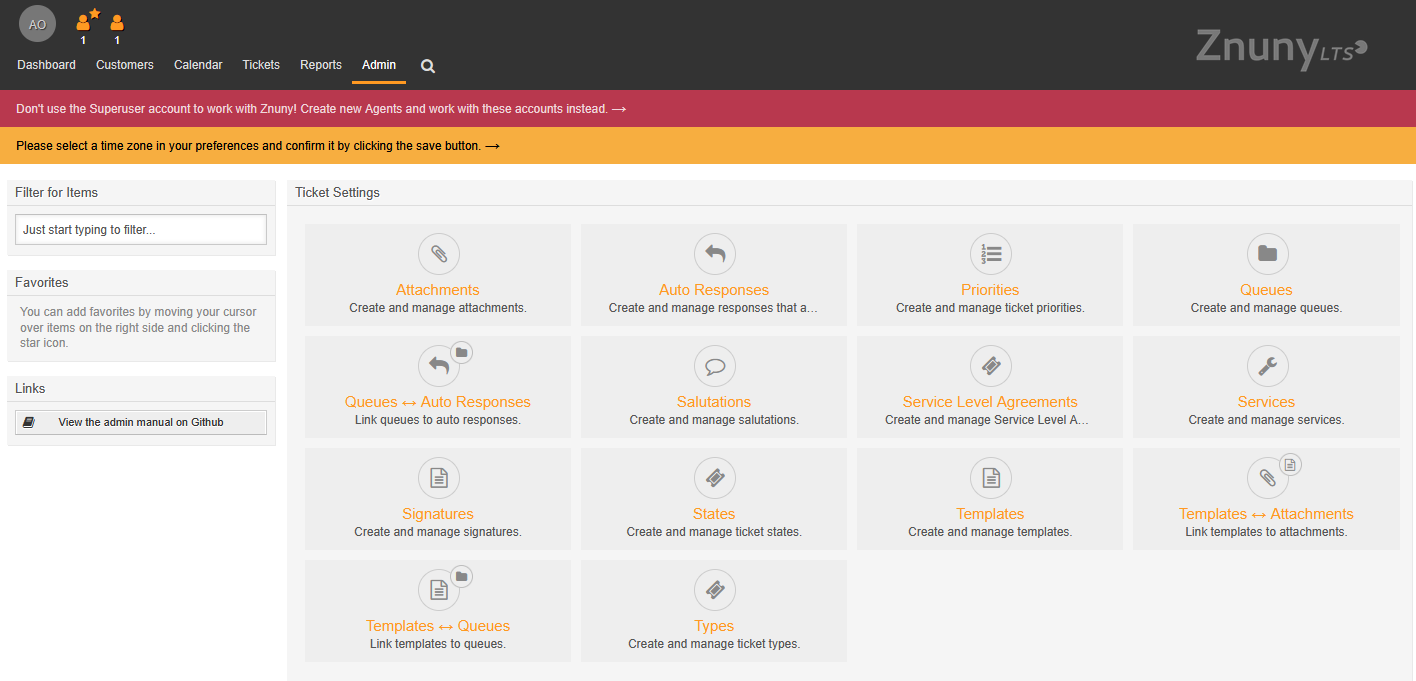 AO
1
1
Dashboard
Customers
Calendar
Tickets
Reports
Admin
Znuny LTS
Don't use the Superuser account to work with Znuny! Create new Agents and work with these accounts instead. →
Please select a time zone in your preferences and confirm it by clicking the save button. →
Filter for Items
Just start typing to filter...
Favorites
You can add favorites by moving your cursor
over items on the right side and clicking the
star icon.
Links
View the admin manual on Github
Ticket Settings
Attachments
Create and manage attachments.
Auto Responses
Create and manage responses that a…
Priorities
Create and manage ticket priorities.
Queues
Create and manage queues.
Queues ↔ Auto Responses
Link queues to auto responses.
Salutations
Create and manage salutations.
Service Level Agreements
Create and manage Service Level A…
Services
Create and manage services.
Signatures
Create and manage signatures.
States
Create and manage ticket states.
Templates
Create and manage templates.
Templates ↔ Attachments
Link templates to attachments.
Templates ↔ Queues
Link templates to queues.
Types
Create and manage ticket types.